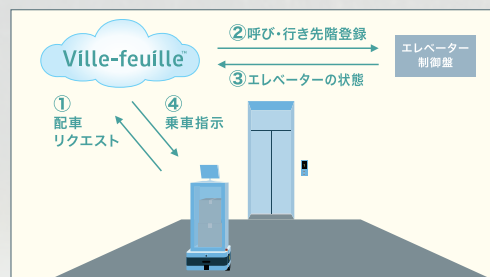 ②呼び・行き先階登録
Ville-feuille™
エレベーター
制御盤
③エレベーターの状態
①
配車
リクエスト
④
乗車指示